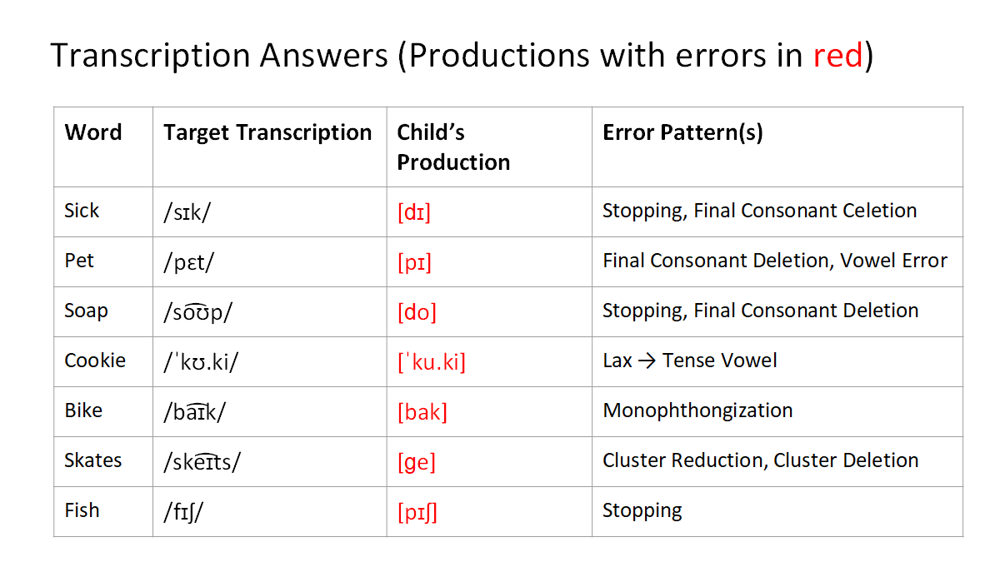 Transcription Answers (Productions with errors in red)
Word Target Transcription Child’s Production Error Pattern(s)
Sick /sɪk/ [dɪ] Stopping, Final Consonant Celetion
Pet /pɛt/ [pɪ] Final Consonant Deletion, Vowel Error
Soap /so͡ʊp/ [do] Stopping, Final Consonant Deletion
Cookie /ˈkʊ.ki/ [ˈku.ki] Lax → Tense Vowel
Bike /ba͡ɪk/ [bak] Monophthongization
Skates /ske͡ɪts/ [ɡe] Cluster Reduction, Cluster Deletion
Fish /fɪʃ/ [pɪʃ] Stopping